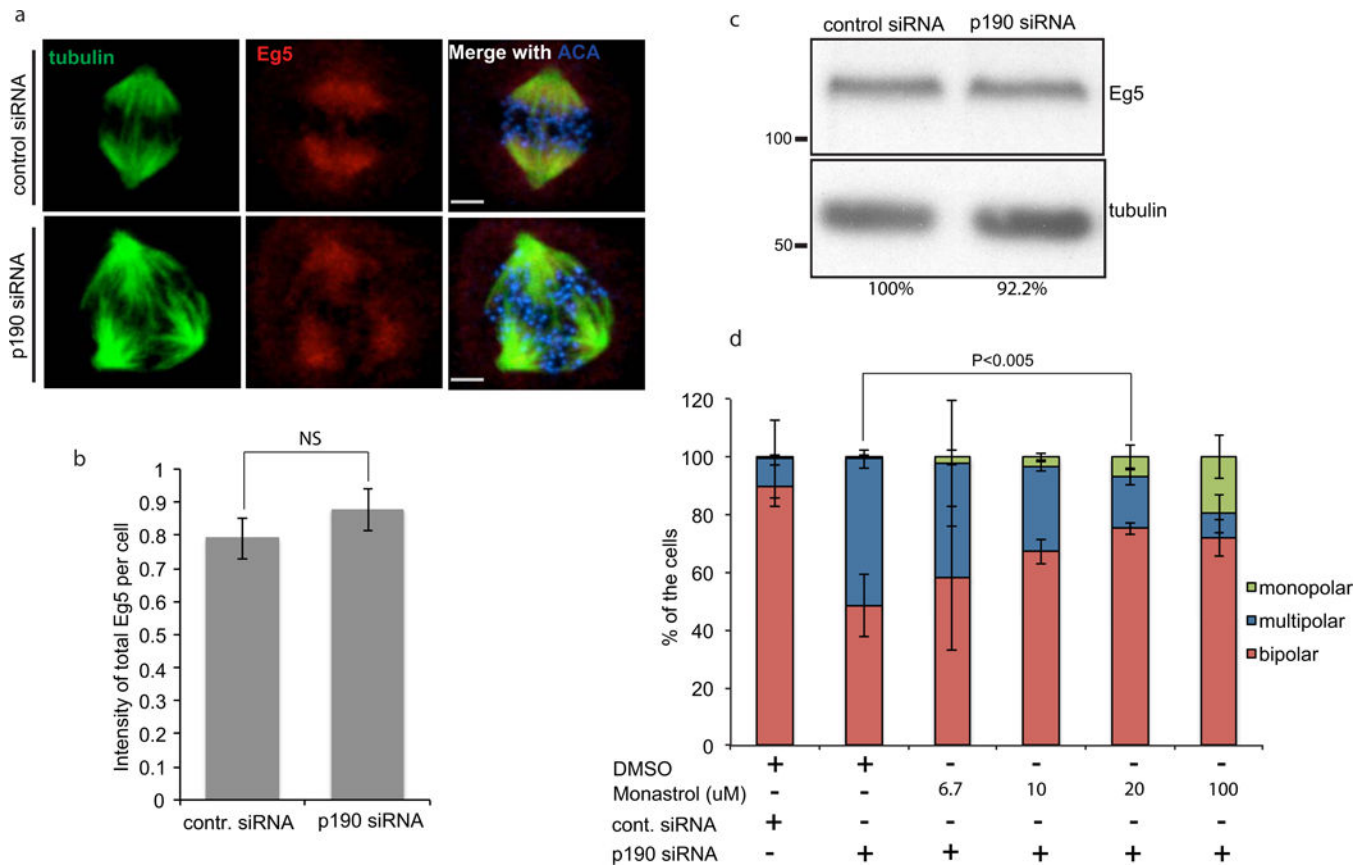 a
tubulin
Eg5
Merge with ACA
control siRNA
p190 siRNA
b
NS
Intensity of total Eg5 per cell
1
0.9
0.8
0.7
0.6
0.5
0.4
0.3
0.2
0.1
0
contr. siRNA
p190 siRNA
c
control siRNA
p190 siRNA
Eg5
100
tubulin
50
100%
92.2%
d
P<0.005
% of the cells
120
100
80
60
40
20
0
monopolar
multipolar
bipolar
DMSO + + - - - -
Monastrol (uM) - - 6.7 10 20 100
cont. siRNA + - - - - -
p190 siRNA - + + + + +